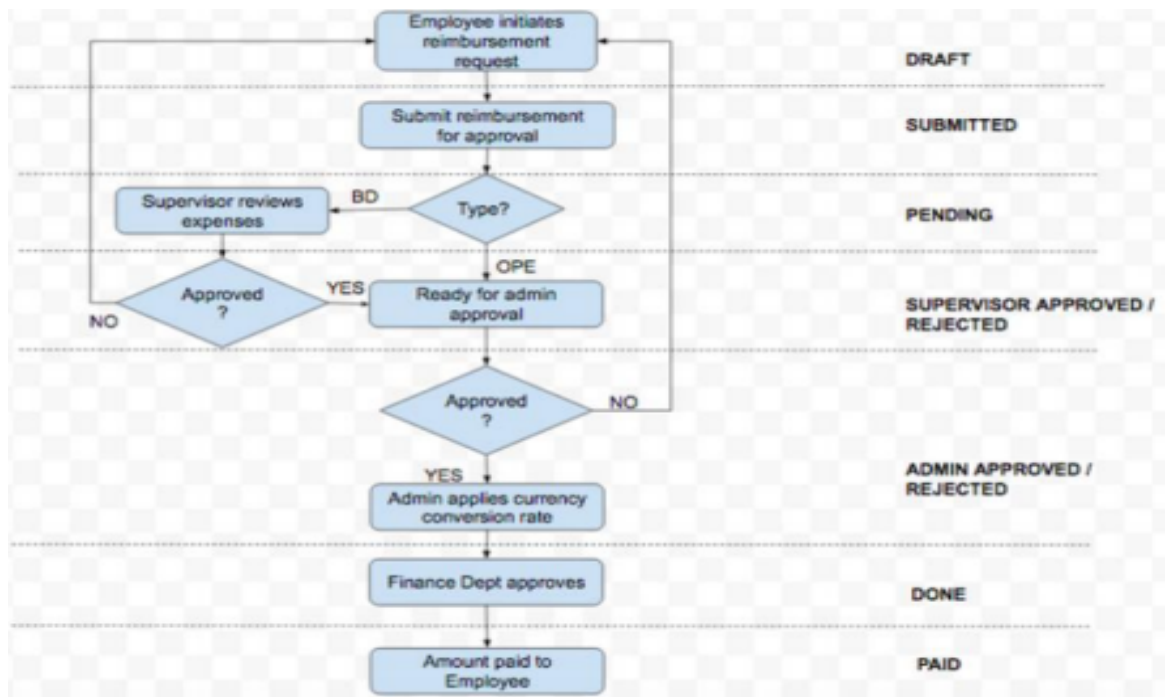 Employee initiates
reimbursement
request
DRAFT
Submit reimbursement
for approval
SUBMITTED
Supervisor reviews
expenses
BD
Type?
PENDING
OPE
Approved
?
YES
NO
Ready for admin
approval
SUPERVISOR APPROVED /
REJECTED
Approved
?
NO
YES
Admin applies currency
conversion rate
ADMIN APPROVED /
REJECTED
Finance Dept approves
DONE
Amount paid to
Employee
PAID